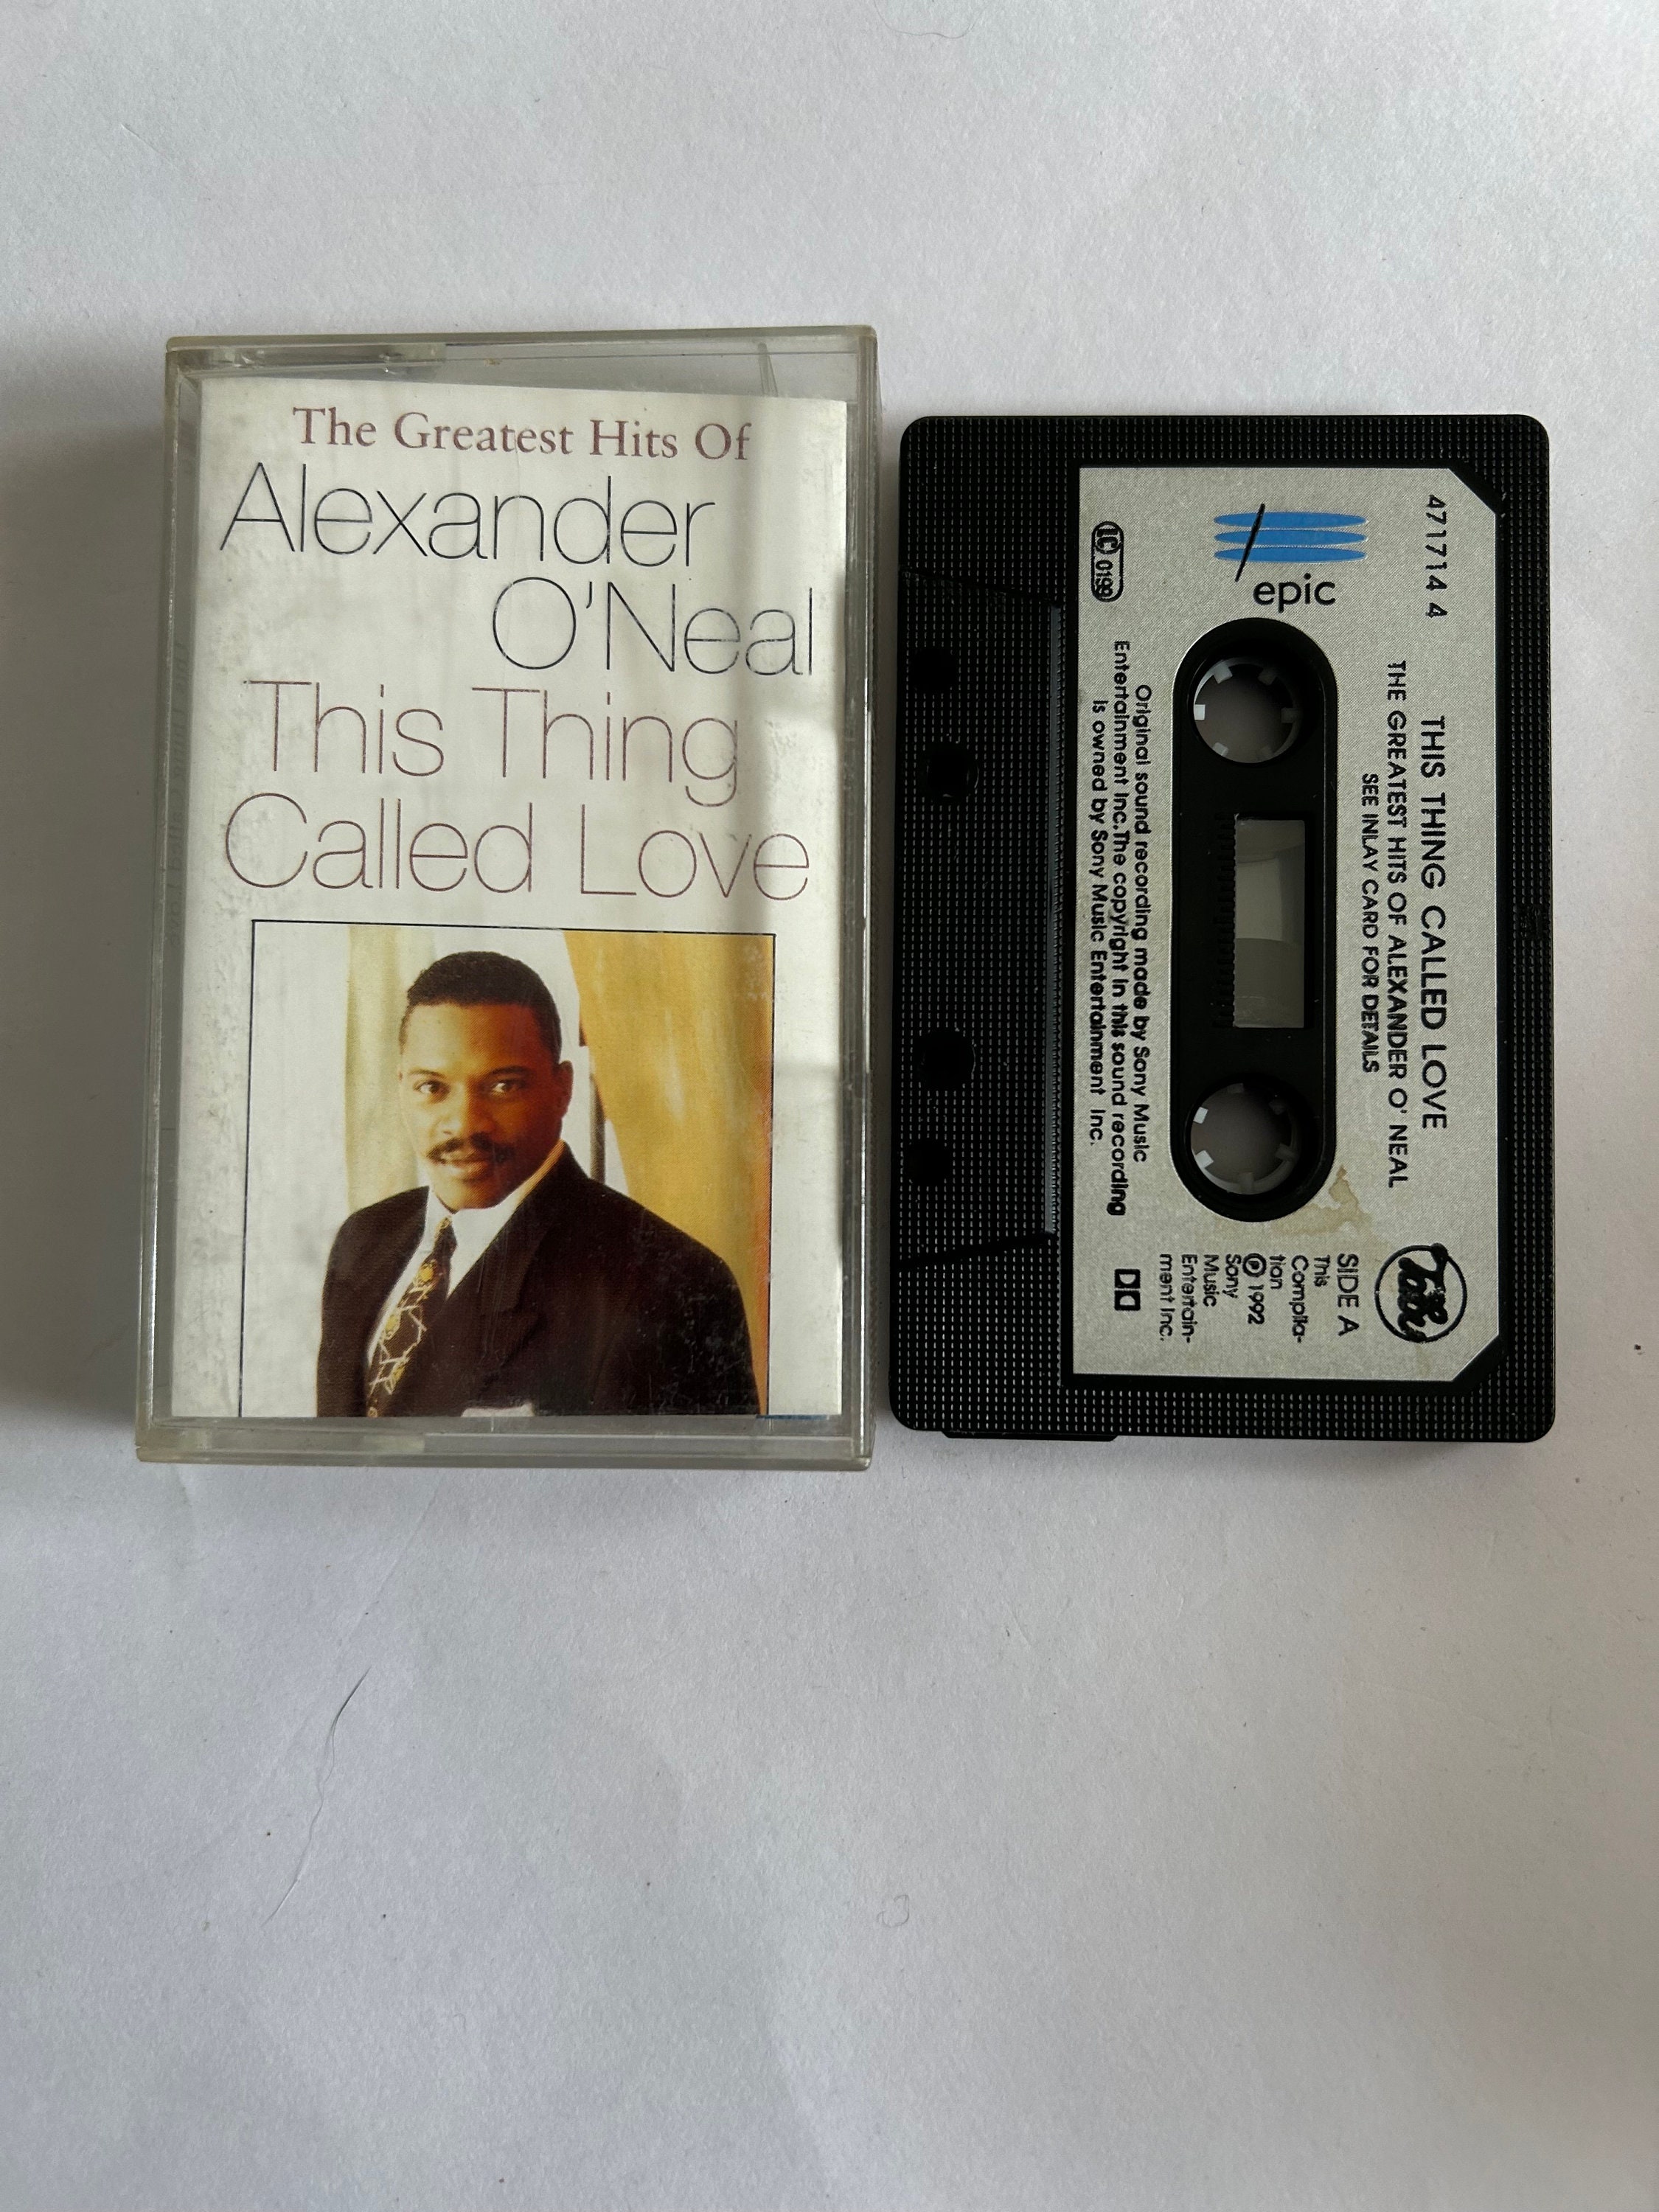 The Greatest Hits Of
Alexander
O'Neal
This Thing
Called Love
471714 4
epic
LC 0199
THIS THING CALLED LOVE
THE GREATEST HITS OF ALEXANDER O' NEAL
SEE INLAY CARD FOR DETAILS
Original sound recording made by Sony Music
Entertainment Inc. The copyright in this sound recording
is owned by Sony Music Entertainment Inc.
Tabu
SIDE A
This
Compila-
tion
℗ 1992
Sony
Music
Entertain-
ment Inc.